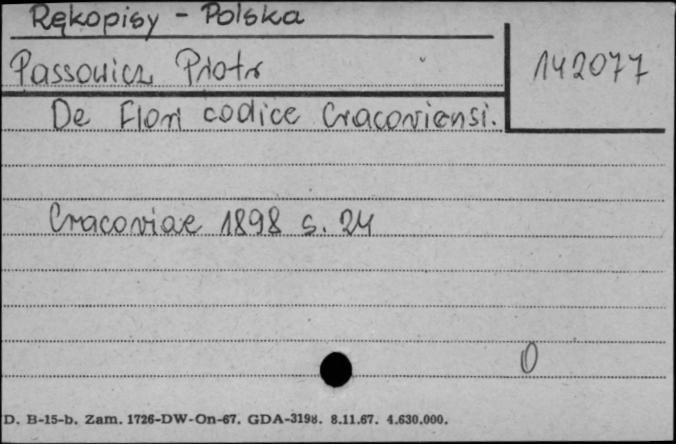 Rękopisy - Polska
Passowicz Piotr
142077
De Flori codice Cracoviensi.
Cracoviae 1898 s. 24
O
D. B-15-b. Zam. 1726-DW-On-67. GDA-3198. 8.11.67. 4.630.000.